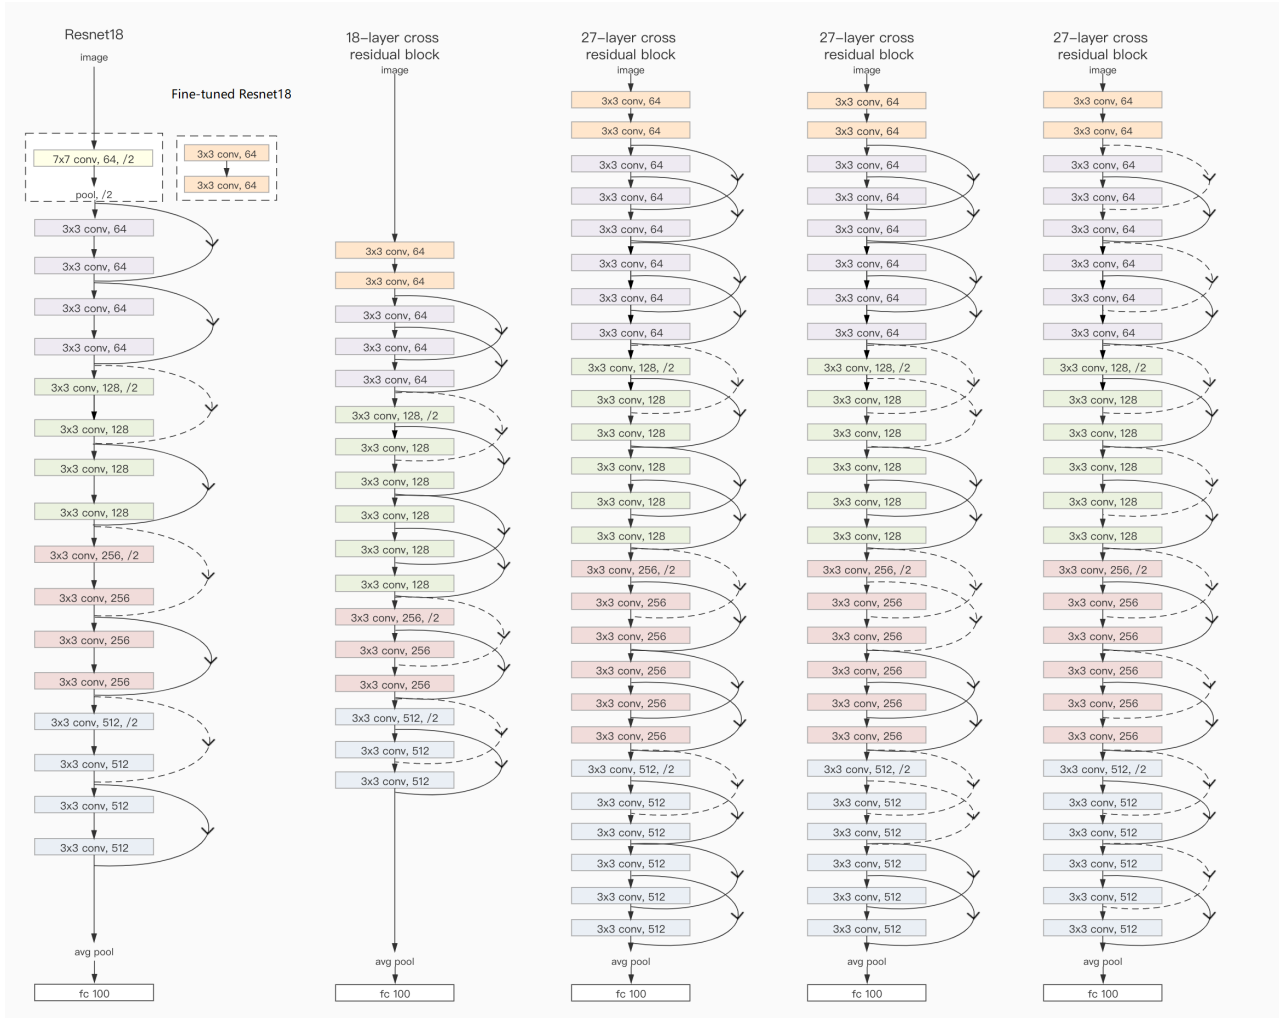 Resnet18
image
7x7 conv, 64, /2
pool, /2
3x3 conv, 64
3x3 conv, 64
3x3 conv, 64
3x3 conv, 64
3x3 conv, 128, /2
3x3 conv, 128
3x3 conv, 128
3x3 conv, 128
3x3 conv, 256, /2
3x3 conv, 256
3x3 conv, 256
3x3 conv, 256
3x3 conv, 512, /2
3x3 conv, 512
3x3 conv, 512
3x3 conv, 512
avg pool
fc 100
Fine-tuned Resnet18
3x3 conv, 64
3x3 conv, 64
18-layer cross
residual block
image
3x3 conv, 64
3x3 conv, 64
3x3 conv, 64
3x3 conv, 64
3x3 conv, 64
3x3 conv, 128, /2
3x3 conv, 128
3x3 conv, 128
3x3 conv, 128
3x3 conv, 128
3x3 conv, 128
3x3 conv, 256, /2
3x3 conv, 256
3x3 conv, 256
3x3 conv, 512, /2
3x3 conv, 512
3x3 conv, 512
avg pool
fc 100
27-layer cross
residual block
image
3x3 conv, 64
3x3 conv, 64
3x3 conv, 64
3x3 conv, 64
3x3 conv, 64
3x3 conv, 64
3x3 conv, 64
3x3 conv, 64
3x3 conv, 128, /2
3x3 conv, 128
3x3 conv, 128
3x3 conv, 128
3x3 conv, 128
3x3 conv, 128
3x3 conv, 256, /2
3x3 conv, 256
3x3 conv, 256
3x3 conv, 256
3x3 conv, 256
3x3 conv, 256
3x3 conv, 512, /2
3x3 conv, 512
3x3 conv, 512
3x3 conv, 512
3x3 conv, 512
3x3 conv, 512
avg pool
fc 100
27-layer cross
residual block
image
3x3 conv, 64
3x3 conv, 64
3x3 conv, 64
3x3 conv, 64
3x3 conv, 64
3x3 conv, 64
3x3 conv, 64
3x3 conv, 64
3x3 conv, 128, /2
3x3 conv, 128
3x3 conv, 128
3x3 conv, 128
3x3 conv, 128
3x3 conv, 128
3x3 conv, 256, /2
3x3 conv, 256
3x3 conv, 256
3x3 conv, 256
3x3 conv, 256
3x3 conv, 256
3x3 conv, 512, /2
3x3 conv, 512
3x3 conv, 512
3x3 conv, 512
3x3 conv, 512
3x3 conv, 512
avg pool
fc 100
27-layer cross
residual block
image
3x3 conv, 64
3x3 conv, 64
3x3 conv, 64
3x3 conv, 64
3x3 conv, 64
3x3 conv, 64
3x3 conv, 64
3x3 conv, 64
3x3 conv, 128, /2
3x3 conv, 128
3x3 conv, 128
3x3 conv, 128
3x3 conv, 128
3x3 conv, 128
3x3 conv, 256, /2
3x3 conv, 256
3x3 conv, 256
3x3 conv, 256
3x3 conv, 256
3x3 conv, 256
3x3 conv, 512, /2
3x3 conv, 512
3x3 conv, 512
3x3 conv, 512
3x3 conv, 512
3x3 conv, 512
avg pool
fc 100